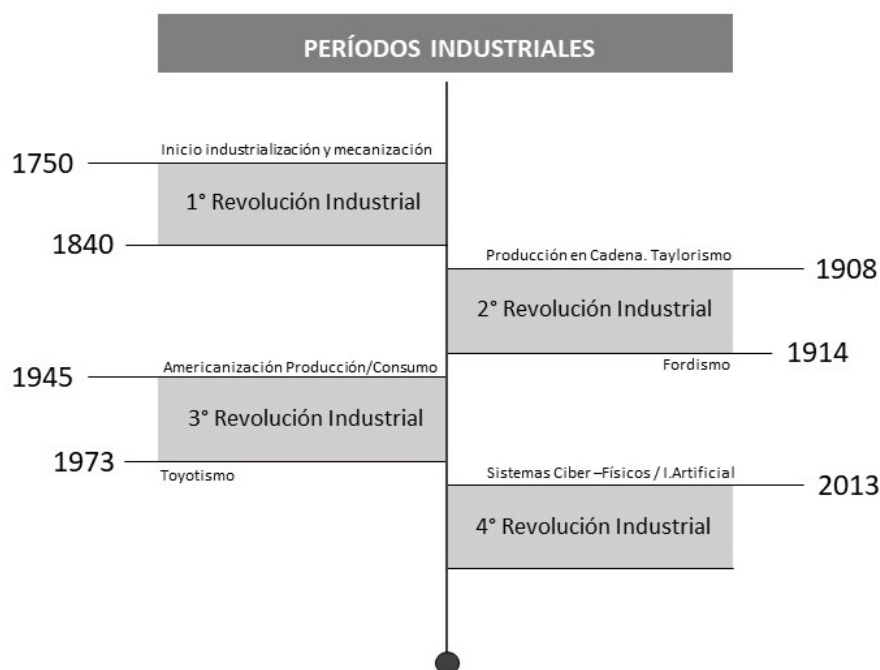 PERÍODOS INDUSTRIALES
Inicio industrialización y mecanización
1750
1° Revolución Industrial
1840
Producción en Cadena. Taylorismo
1908
2° Revolución Industrial
1914
Fordismo
Americanización Producción/Consumo
1945
3° Revolución Industrial
1973
Toyotismo
Sistemas Ciber –Físicos / I.Artificial
2013
4° Revolución Industrial